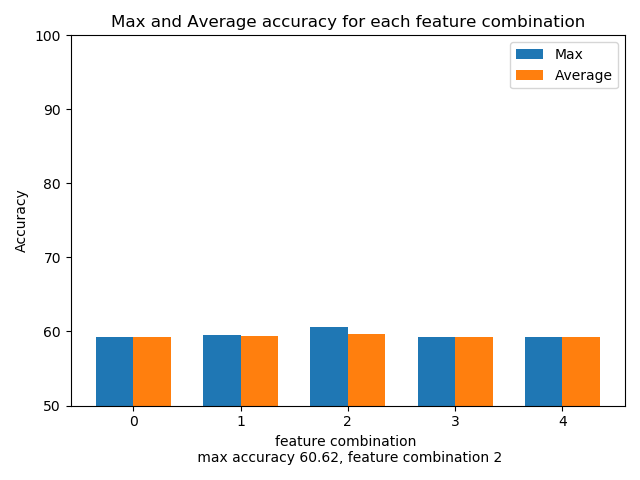 Max and Average accuracy for each feature combination
100
90
80
70
60
50
Accuracy
Max
Average
0 1 2 3 4
feature combination
max accuracy 60.62, feature combination 2